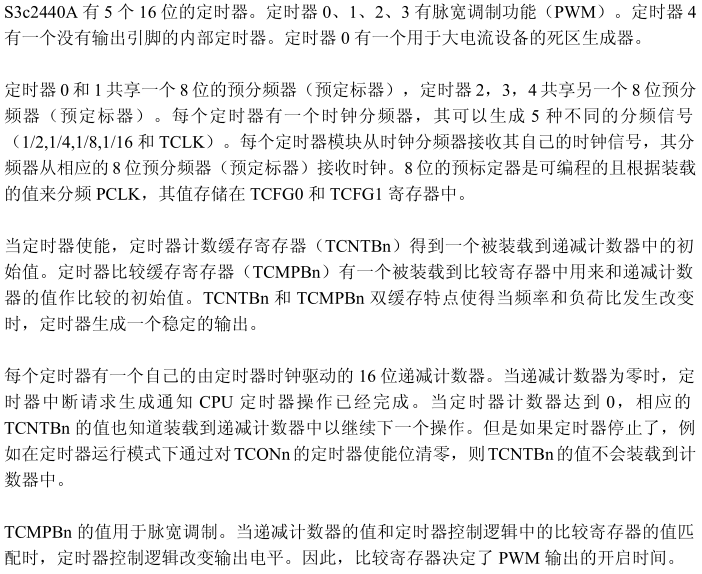 S3c2440A 有 5 个 16 位的定时器。定时器 0、1、2、3 有脉宽调制功能（PWM）。定时器 4
有一个没有输出引脚的内部定时器。定时器 0 有一个用于大电流设备的死区生成器。
定时器 0 和 1 共享一个 8 位的预分频器（预定标器），定时器 2，3，4 共享另一个 8 位预分
频器（预定标器）。每个定时器有一个时钟分频器，其可以生成 5 种不同的分频信号
（1/2,1/4,1/8,1/16 和 TCLK）。每个定时器模块从时钟分频器接收其自己的时钟信号，其分
频器从相应的 8 位预分频器（预定标器）接收时钟。8 位的预标定器是可编程的且根据装载
的值来分频 PCLK，其值存储在 TCFG0 和 TCFG1 寄存器中。
当定时器使能，定时器计数缓存寄存器（TCNTBn）得到一个被装载到递减计数器中的初
始值。定时器比较缓存寄存器（TCMPBn）有一个被装载到比较寄存器中用来和递减计数
器的值作比较的初始值。TCNTBn 和 TCMPBn 双缓存特点使得当频率和负荷比发生改变
时，定时器生成一个稳定的输出。
每个定时器有一个自己的由定时器时钟驱动的 16 位递减计数器。当递减计数器为零时，定
时器中断请求生成通知 CPU 定时器操作已经完成。当定时器计数器达到 0，相应的
TCNTBn 的值也知道装载到递减计数器中以继续下一个操作。但是如果定时器停止了，例
如在定时器运行模式下通过对 TCONn 的定时器使能位清零，则 TCNTBn 的值不会装载到计
数器中。
TCMPBn 的值用于脉宽调制。当递减计数器的值和定时器控制逻辑中的比较寄存器的值匹
配时，定时器控制逻辑改变输出电平。因此，比较寄存器决定了 PWM 输出的开启时间。